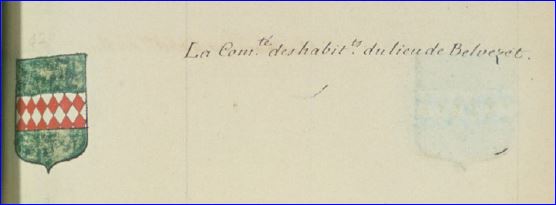 La Com.té des habit.ts du lieu de Belvezet.